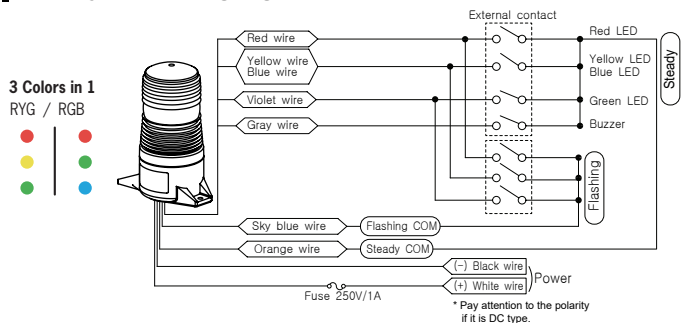 External contact
Red wire
Red LED
Yellow wire
Blue wire
Yellow LED
Blue LED
Steady
3 Colors in 1
RYG / RGB
Violet wire
Green LED
Gray wire
Buzzer
Flashing
Sky blue wire
Flashing COM
Orange wire
Steady COM
(-) Black wire
Power
(+) White wire
Fuse 250V/1A
* Pay attention to the polarity
if it is DC type.